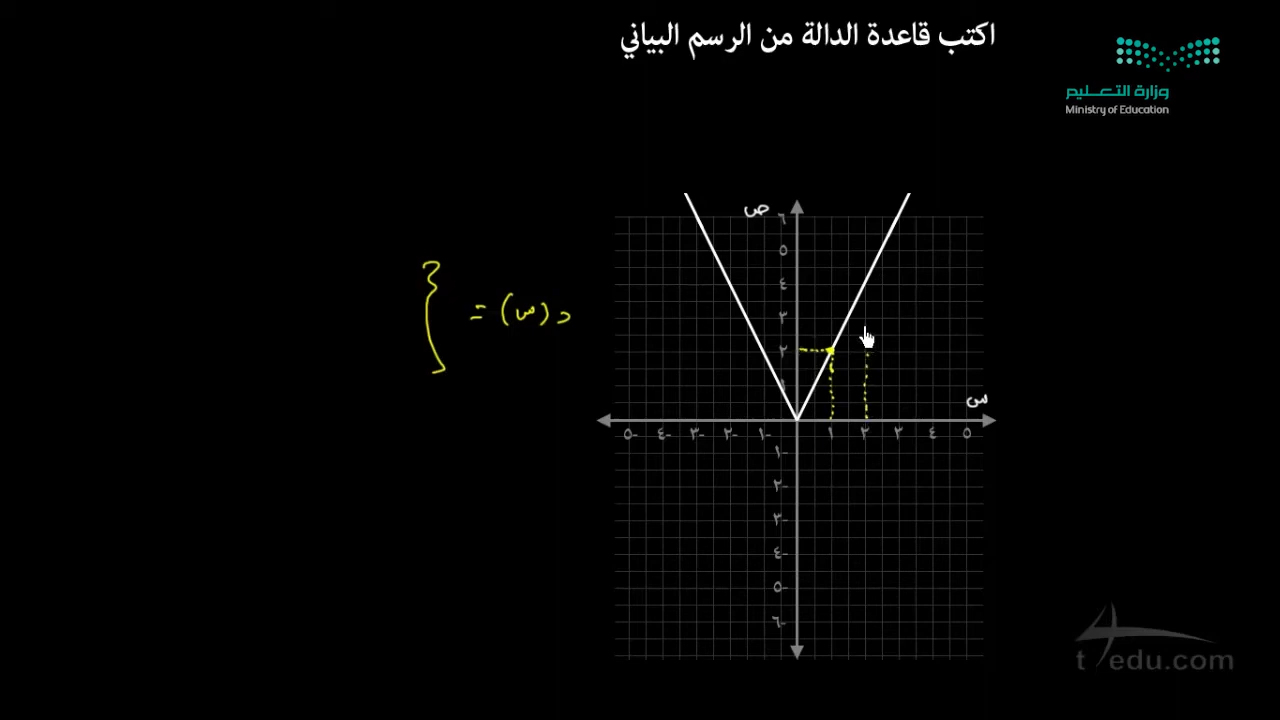 اكتب قاعدة الدالة من الرسم البياني
وزارة التعليم
Ministry of Education
ص
٦
٥
٤
٣
٢
١
د (س) = {
س
-٥ -٤ -٣ -٢ -١ ١ ٢ ٣ ٤ ٥
-١
-٢
-٣
-٤
-٥
-٦
t4edu.com